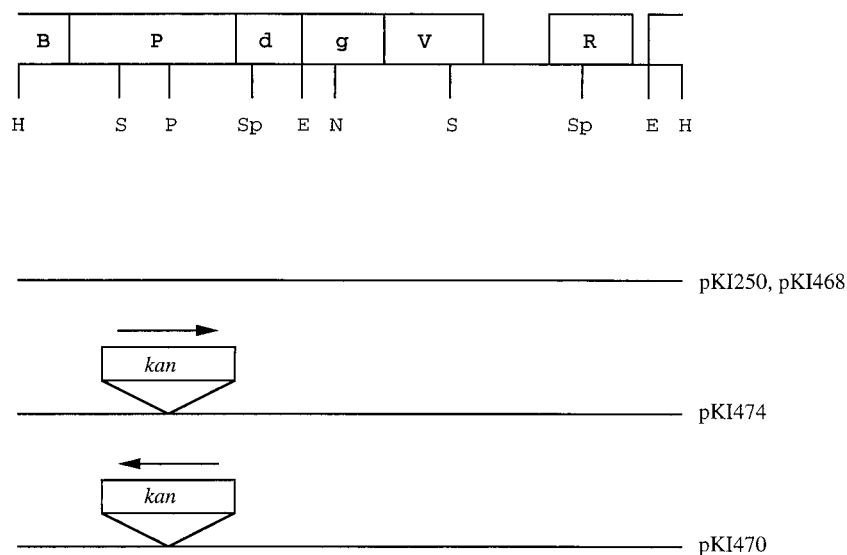 B P d g V R
H S P Sp E N S Sp E H
pKI250, pKI468
kan
pKI474
kan
pKI470